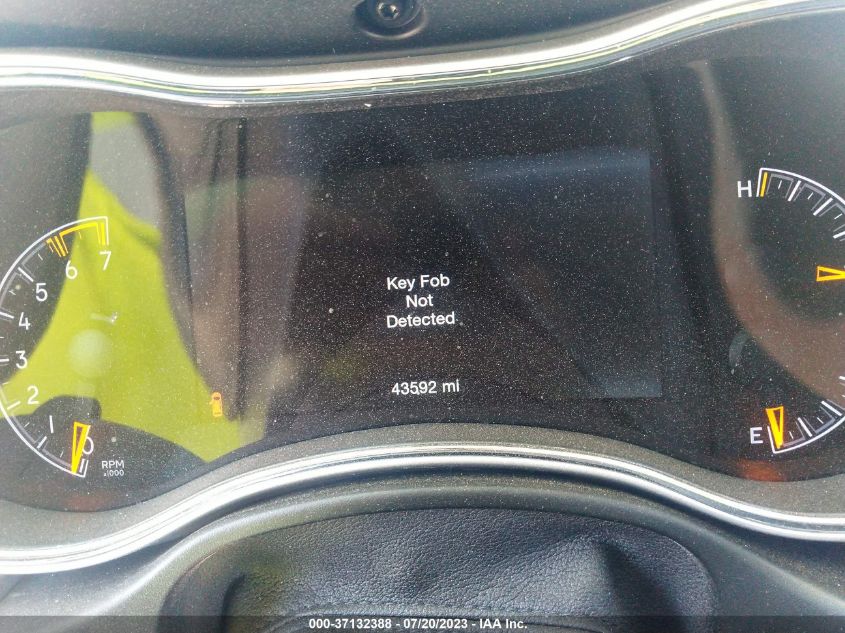 Key Fob
Not
Detected
43592 mi
7
6
5
4
3
2
1
0
RPM
x1000
H
E
000-37132388 - 07/20/2023 - IAA Inc.